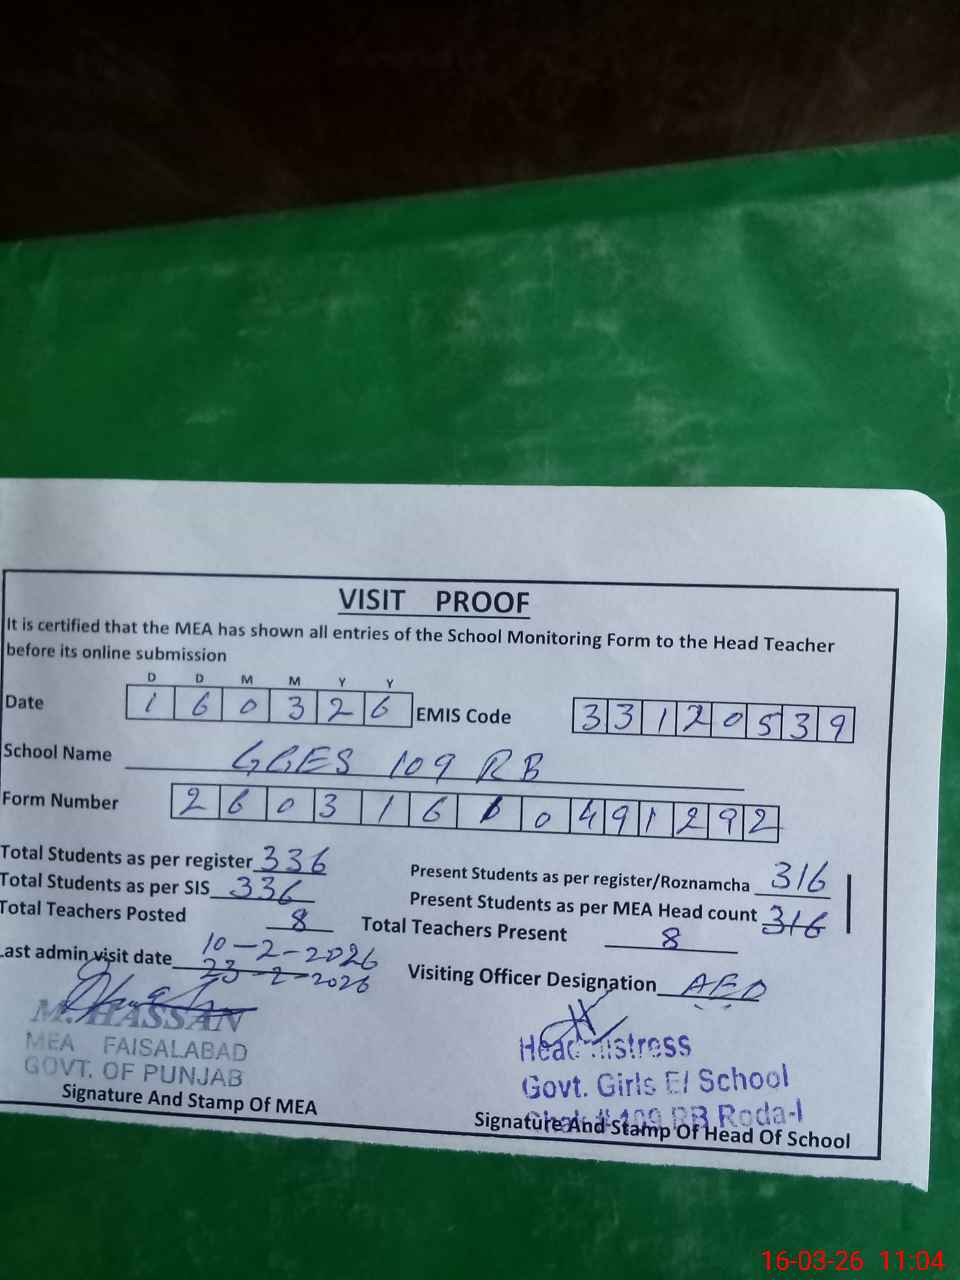 VISIT PROOF
It is certified that the MEA has shown all entries of the School Monitoring Form to the Head Teacher
before its online submission
D D M M Y Y
Date 1 6 0 3 2 6 EMIS Code 3 3 1 2 0 5 3 9
School Name GGES 109 RB
Form Number 2 6 0 3 1 6 1 0 4 9 1 2 9 2
Total Students as per register 336 Present Students as per register/Roznamcha 316
Total Students as per SIS 336 Present Students as per MEA Head count 316
Total Teachers Posted 8 Total Teachers Present 8
Last admin visit date 10-2-2026
23-2-2026 Visiting Officer Designation AEO
M. HASSAN
MEA FAISALABAD
GOVT. OF PUNJAB
Signature And Stamp Of MEA
Headmistress
Govt. Girls E/ School
Chak # 109 RB Roda-I
Signature And Stamp Of Head Of School
16-03-26 11:04